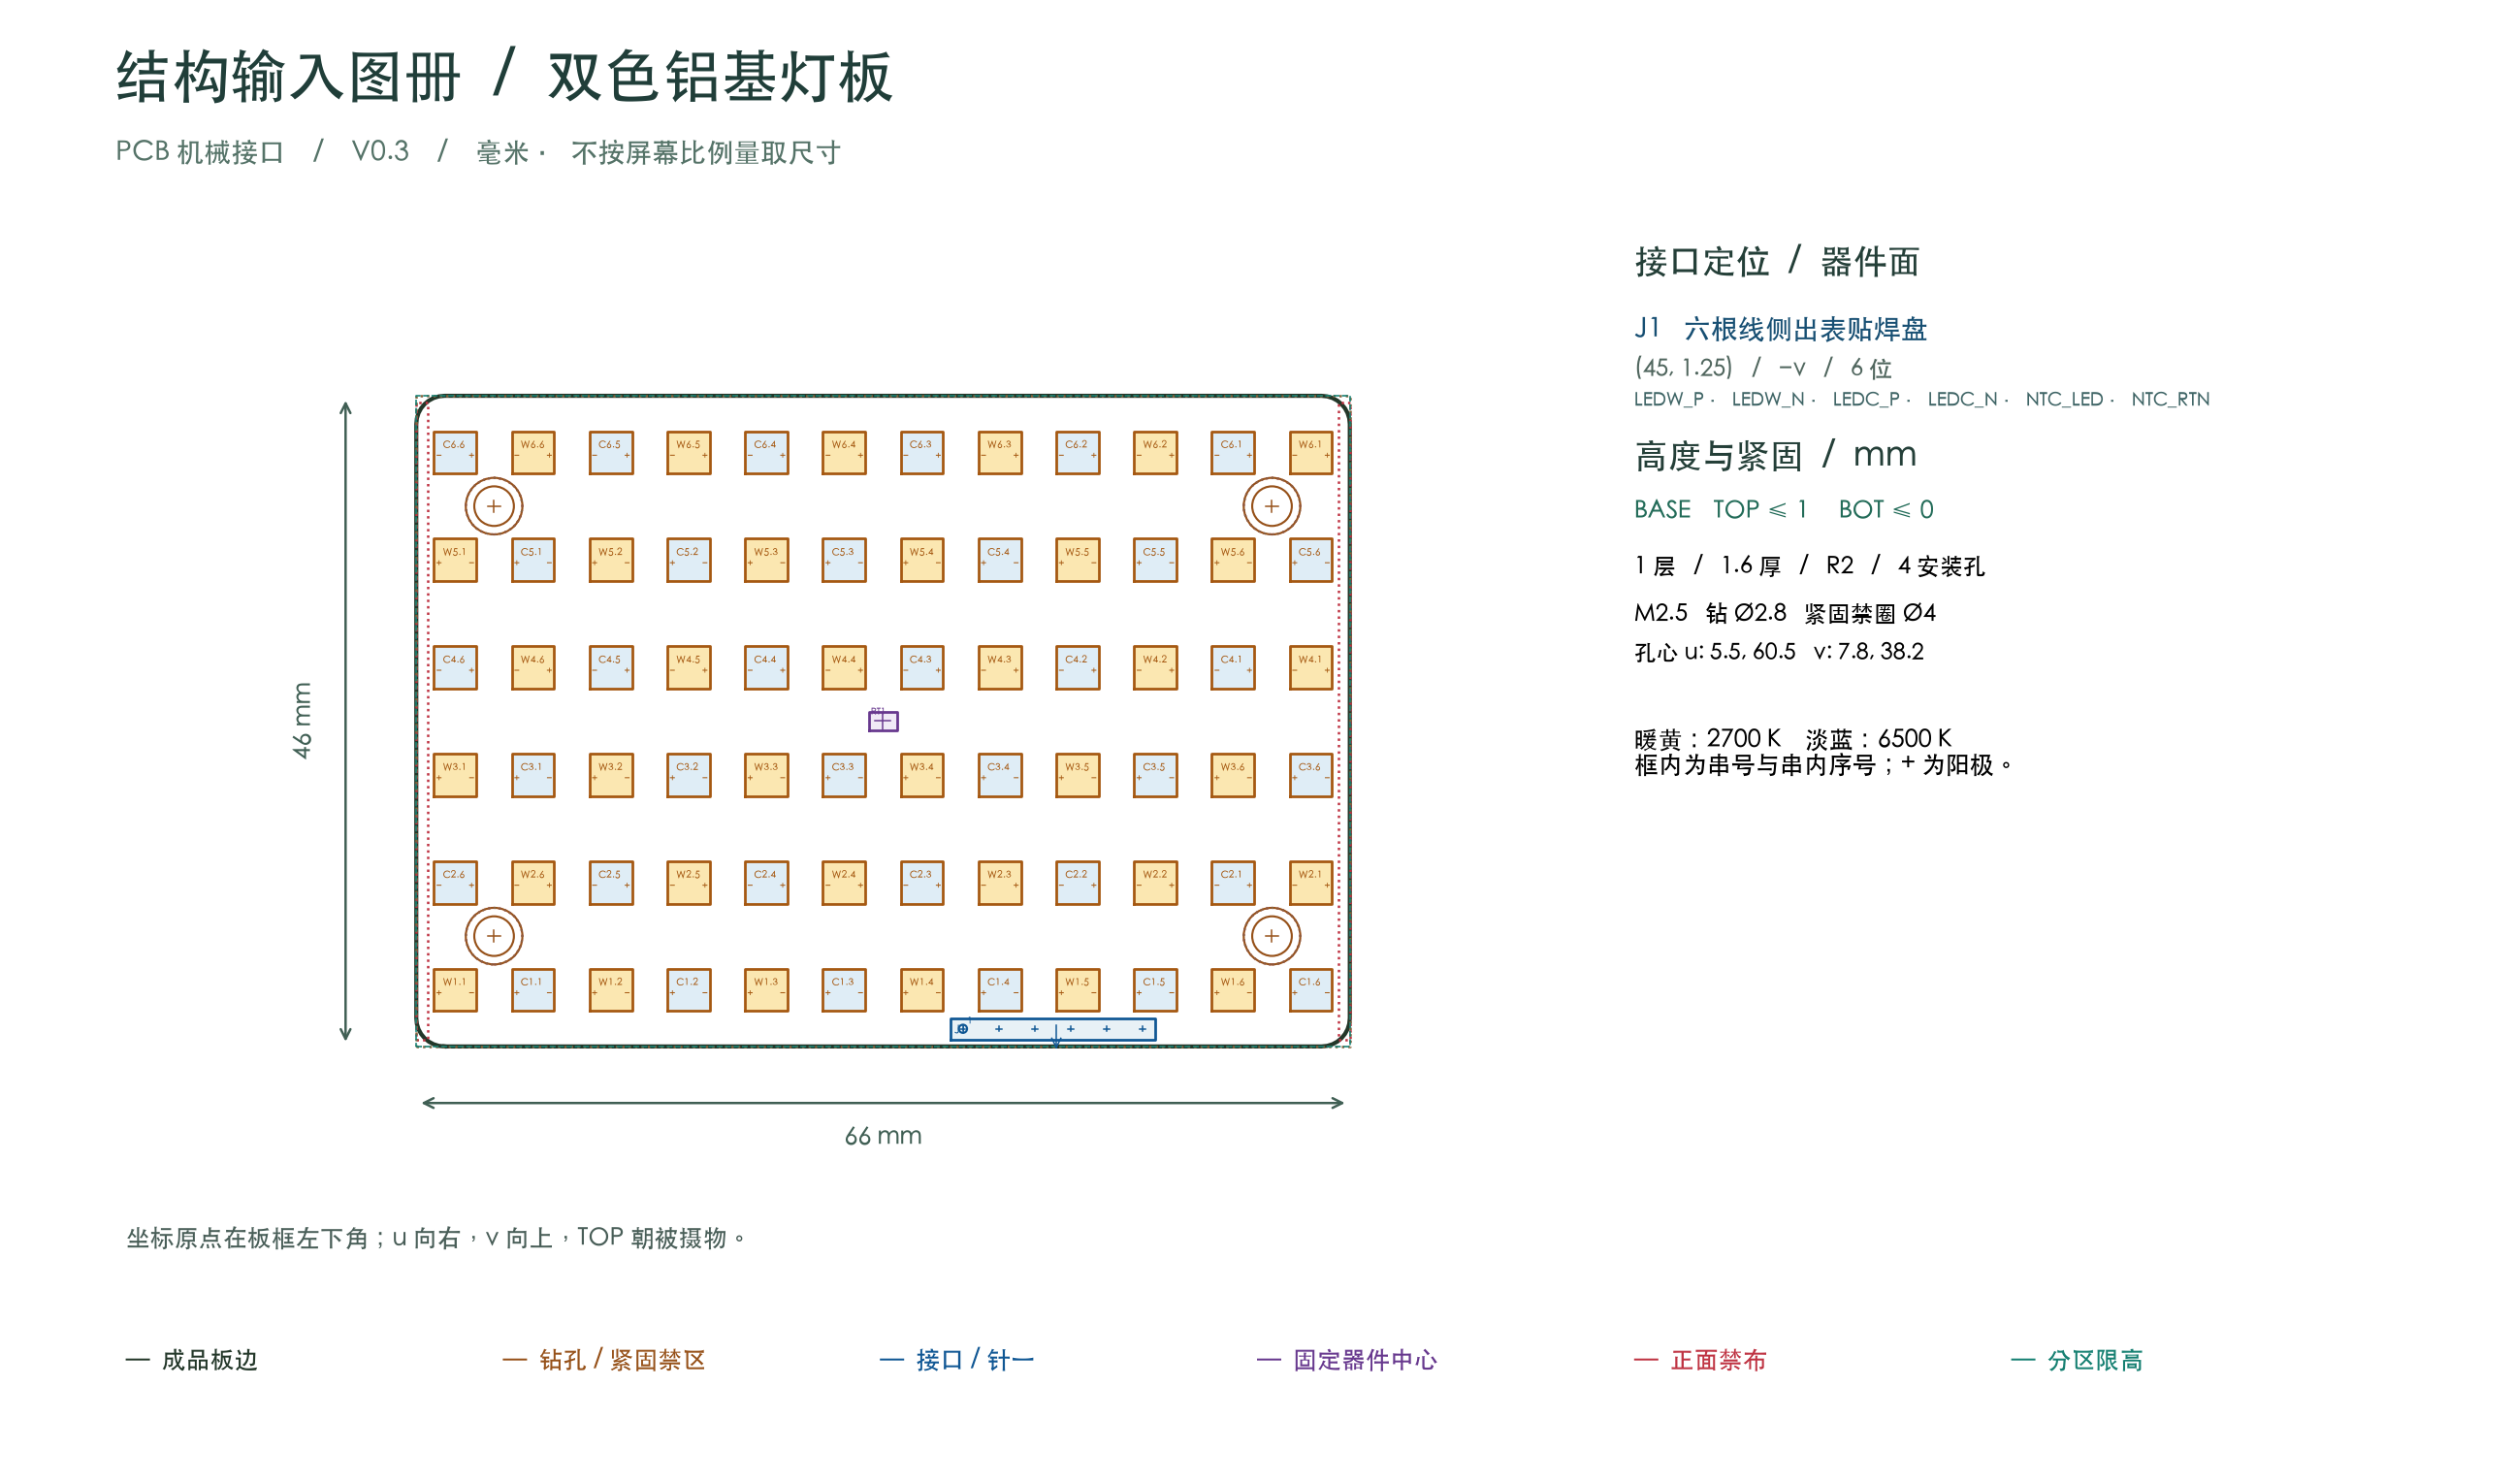 结构输入图册 / 双色铝基灯板
PCB 机械接口 / V0.3 / 毫米 · 不按屏幕比例量取尺寸
接口定位 / 器件面
J1 六根线侧出表贴焊盘
(45, 1.25) / −v / 6 位
LEDW_P · LEDW_N · LEDC_P · LEDC_N · NTC_LED · NTC_RTN
高度与紧固 / mm
BASE TOP ≤ 1 BOT ≤ 0
1 层 / 1.6 厚 / R2 / 4 安装孔
M2.5 钻 Ø2.8 紧固禁圈 Ø4
孔心 u: 5.5, 60.5 v: 7.8, 38.2
暖黄：2700 K 淡蓝：6500 K
框内为串号与串内序号；+ 为阳极。
C6.6 W6.6 C6.5 W6.5 C6.4 W6.4 C6.3 W6.3 C6.2 W6.2 C6.1 W6.1
− + − + − + − + − + − + − + − + − + − + − + − +
W5.1 C5.1 W5.2 C5.2 W5.3 C5.3 W5.4 C5.4 W5.5 C5.5 W5.6 C5.6
+ − + − + − + − + − + − + − + − + − + − + − + −
C4.6 W4.6 C4.5 W4.5 C4.4 W4.4 C4.3 W4.3 C4.2 W4.2 C4.1 W4.1
− + − + − + − + − + − + − + − + − + − + − + − +
RT1
W3.1 C3.1 W3.2 C3.2 W3.3 C3.3 W3.4 C3.4 W3.5 C3.5 W3.6 C3.6
+ − + − + − + − + − + − + − + − + − + − + − + −
C2.6 W2.6 C2.5 W2.5 C2.4 W2.4 C2.3 W2.3 C2.2 W2.2 C2.1 W2.1
− + − + − + − + − + − + − + − + − + − + − + − +
W1.1 C1.1 W1.2 C1.2 W1.3 C1.3 W1.4 C1.4 W1.5 C1.5 W1.6 C1.6
+ − + − + − + − + − + − + − + − + − + − + − + −
46 mm
66 mm
坐标原点在板框左下角；u 向右，v 向上，TOP 朝被摄物。
成品板边
钻孔 / 紧固禁区
接口 / 针一
固定器件中心
正面禁布
分区限高